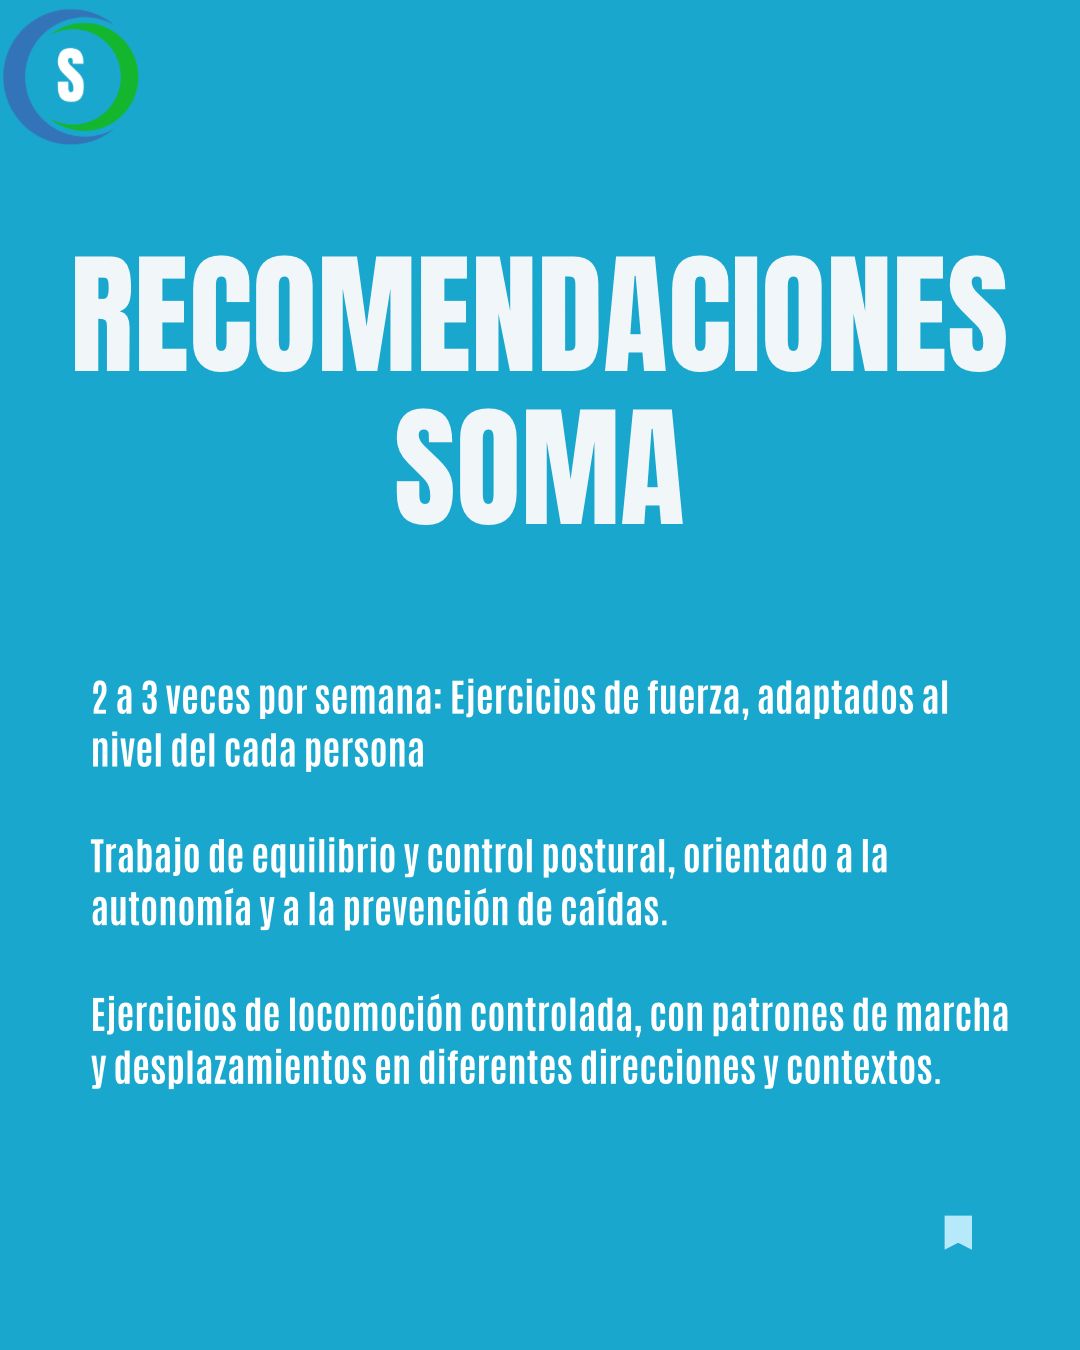 S
RECOMENDACIONES
SOMA
2 a 3 veces por semana: Ejercicios de fuerza, adaptados al
nivel del cada persona
Trabajo de equilibrio y control postural, orientado a la
autonomía y a la prevención de caídas.
Ejercicios de locomoción controlada, con patrones de marcha
y desplazamientos en diferentes direcciones y contextos.